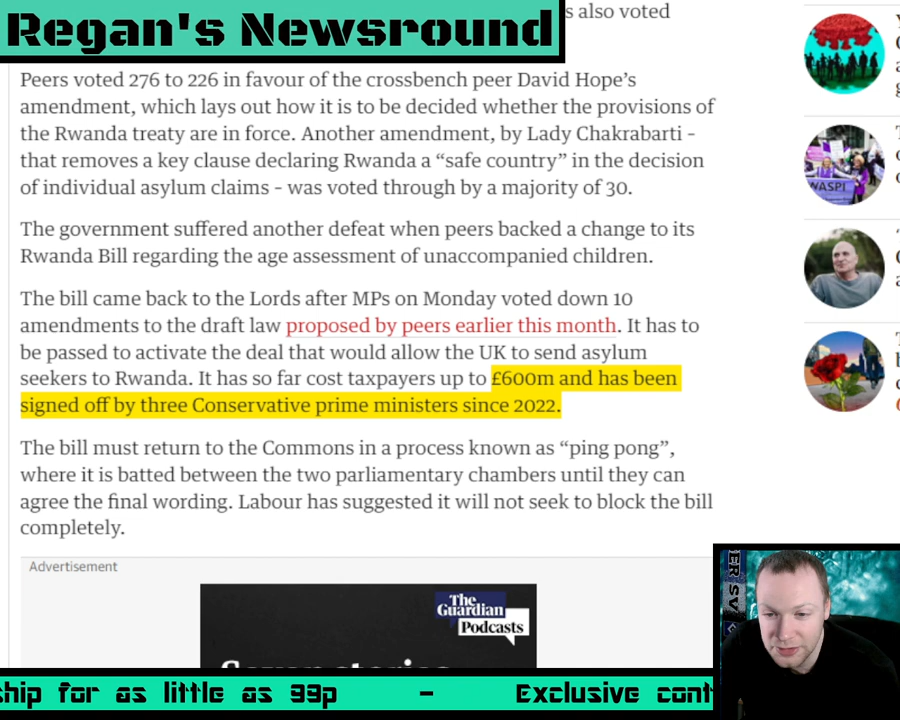 Regan's Newsround
s also voted
Peers voted 276 to 226 in favour of the crossbench peer David Hope’s
amendment, which lays out how it is to be decided whether the provisions of
the Rwanda treaty are in force. Another amendment, by Lady Chakrabarti –
that removes a key clause declaring Rwanda a “safe country” in the decision
of individual asylum claims – was voted through by a majority of 30.
The government suffered another defeat when peers backed a change to its
Rwanda Bill regarding the age assessment of unaccompanied children.
The bill came back to the Lords after MPs on Monday voted down 10
amendments to the draft law proposed by peers earlier this month. It has to
be passed to activate the deal that would allow the UK to send asylum
seekers to Rwanda. It has so far cost taxpayers up to £600m and has been
signed off by three Conservative prime ministers since 2022.
The bill must return to the Commons in a process known as “ping pong”,
where it is batted between the two parliamentary chambers until they can
agree the final wording. Labour has suggested it will not seek to block the bill
completely.
Advertisement
The
Guardian
Podcasts
WASPI
ship for as little as 99p - Exclusive cont